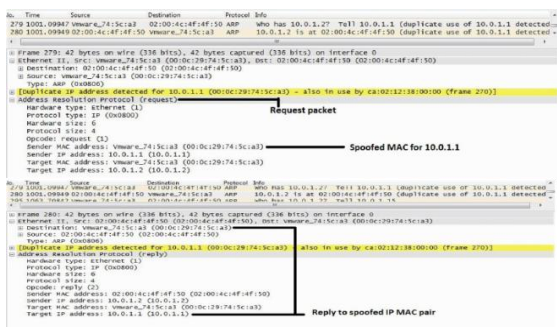 No. Time Source Destination Protocol Info
279 1001.09947 Vmware_74:5c:a3 02:00:4c:4f:4f:50 ARP Who has 10.0.1.2? Tell 10.0.1.1 (duplicate use of 10.0.1.1 detected
280 1001.09949 02:00:4c:4f:4f:50 Vmware_74:5c:a3 ARP 10.0.1.2 is at 02:00:4c:4f:4f:50 (duplicate use of 10.0.1.1 detected
Frame 279: 42 bytes on wire (336 bits), 42 bytes captured (336 bits) on interface 0
Ethernet II, Src: Vmware_74:5c:a3 (00:0c:29:74:5c:a3), Dst: 02:00:4c:4f:4f:50 (02:00:4c:4f:4f:50)
Destination: 02:00:4c:4f:4f:50 (02:00:4c:4f:4f:50)
Source: Vmware_74:5c:a3 (00:0c:29:74:5c:a3)
Type: ARP (0x0806)
[Duplicate IP address detected for 10.0.1.1 (00:0c:29:74:5c:a3) - also in use by ca:02:12:38:00:00 (frame 270)]
Address Resolution Protocol (request)
Request packet
Hardware type: Ethernet (1)
Protocol type: IP (0x0800)
Hardware size: 6
Protocol size: 4
Opcode: request (1)
Sender MAC address: Vmware_74:5c:a3 (00:0c:29:74:5c:a3) Spoofed MAC for 10.0.1.1
Sender IP address: 10.0.1.1 (10.0.1.1)
Target IP address: 10.0.1.2 (10.0.1.2)
No. Time Source Destination Protocol Info
279 1001.09947 Vmware_74:5c:a3 02:00:4c:4f:4f:50 ARP Who has 10.0.1.2? Tell 10.0.1.1 (duplicate use of 10.0.1.1 detected
280 1001.09949 02:00:4c:4f:4f:50 Vmware_74:5c:a3 ARP 10.0.1.2 is at 02:00:4c:4f:4f:50 (duplicate use of 10.0.1.1 detected
Frame 280: 42 bytes on wire (336 bits), 42 bytes captured (336 bits) on interface 0
Ethernet II, Src: 02:00:4c:4f:4f:50 (02:00:4c:4f:4f:50), Dst: Vmware_74:5c:a3 (00:0c:29:74:5c:a3)
Destination: Vmware_74:5c:a3 (00:0c:29:74:5c:a3)
Source: 02:00:4c:4f:4f:50 (02:00:4c:4f:4f:50)
Type: ARP (0x0806)
[Duplicate IP address detected for 10.0.1.1 (00:0c:29:74:5c:a3) - also in use by ca:02:12:38:00:00 (frame 270)]
Address Resolution Protocol (reply)
Hardware type: Ethernet (1)
Protocol type: IP (0x0800)
Hardware size: 6
Protocol size: 4
Opcode: reply (2)
Sender MAC address: 02:00:4c:4f:4f:50 (02:00:4c:4f:4f:50)
Sender IP address: 10.0.1.2 (10.0.1.2)
Target MAC address: Vmware_74:5c:a3 (00:0c:29:74:5c:a3)
Target IP address: 10.0.1.1 (10.0.1.1) Reply to spoofed IP MAC pair